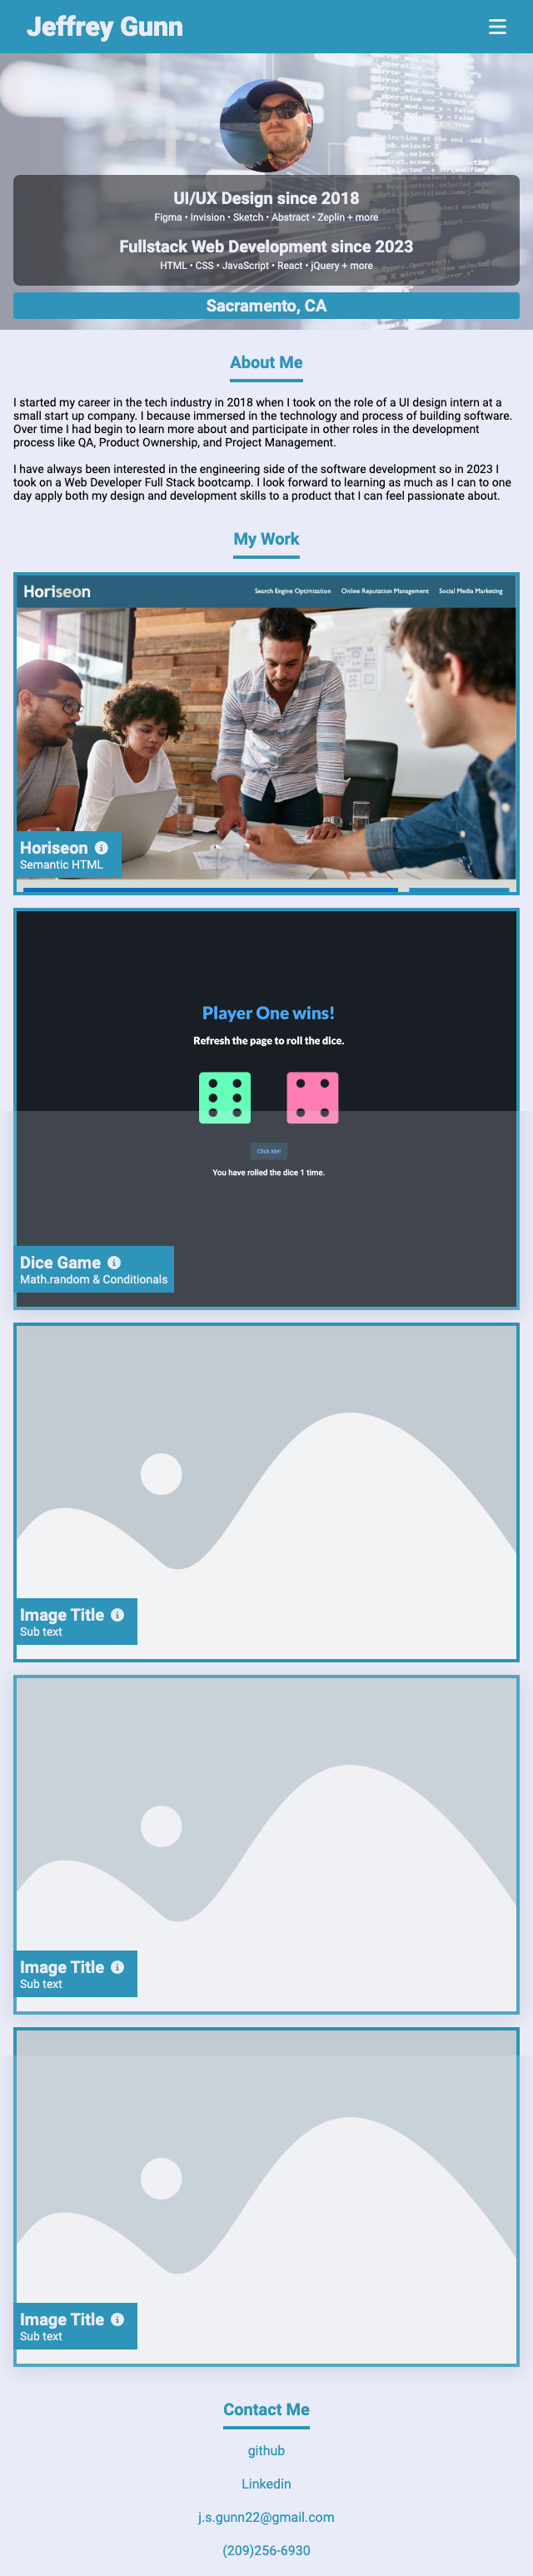 Jeffrey Gunn
UI/UX Design since 2018
Figma • Invision • Sketch • Abstract • Zeplin + more
Fullstack Web Development since 2023
HTML • CSS • JavaScript • React • jQuery + more
Sacramento, CA
About Me
I started my career in the tech industry in 2018 when I took on the role of a UI design intern at a
small start up company. I because immersed in the technology and process of building software.
Over time I had begin to learn more about and participate in other roles in the development
process like QA, Product Ownership, and Project Management.
I have always been interested in the engineering side of the software development so in 2023 I
took on a Web Developer Full Stack bootcamp. I look forward to learning as much as I can to one
day apply both my design and development skills to a product that I can feel passionate about.
My Work
Horiseon
Search Engine Optimization Online Reputation Management Social Media Marketing
Horiseon
Semantic HTML
Player One wins!
Refresh the page to roll the dice.
Click Me!
You have rolled the dice 1 time.
Dice Game
Math.random & Conditionals
Image Title
Sub text
Image Title
Sub text
Image Title
Sub text
Contact Me
github
Linkedin
j.s.gunn22@gmail.com
(209)256-6930